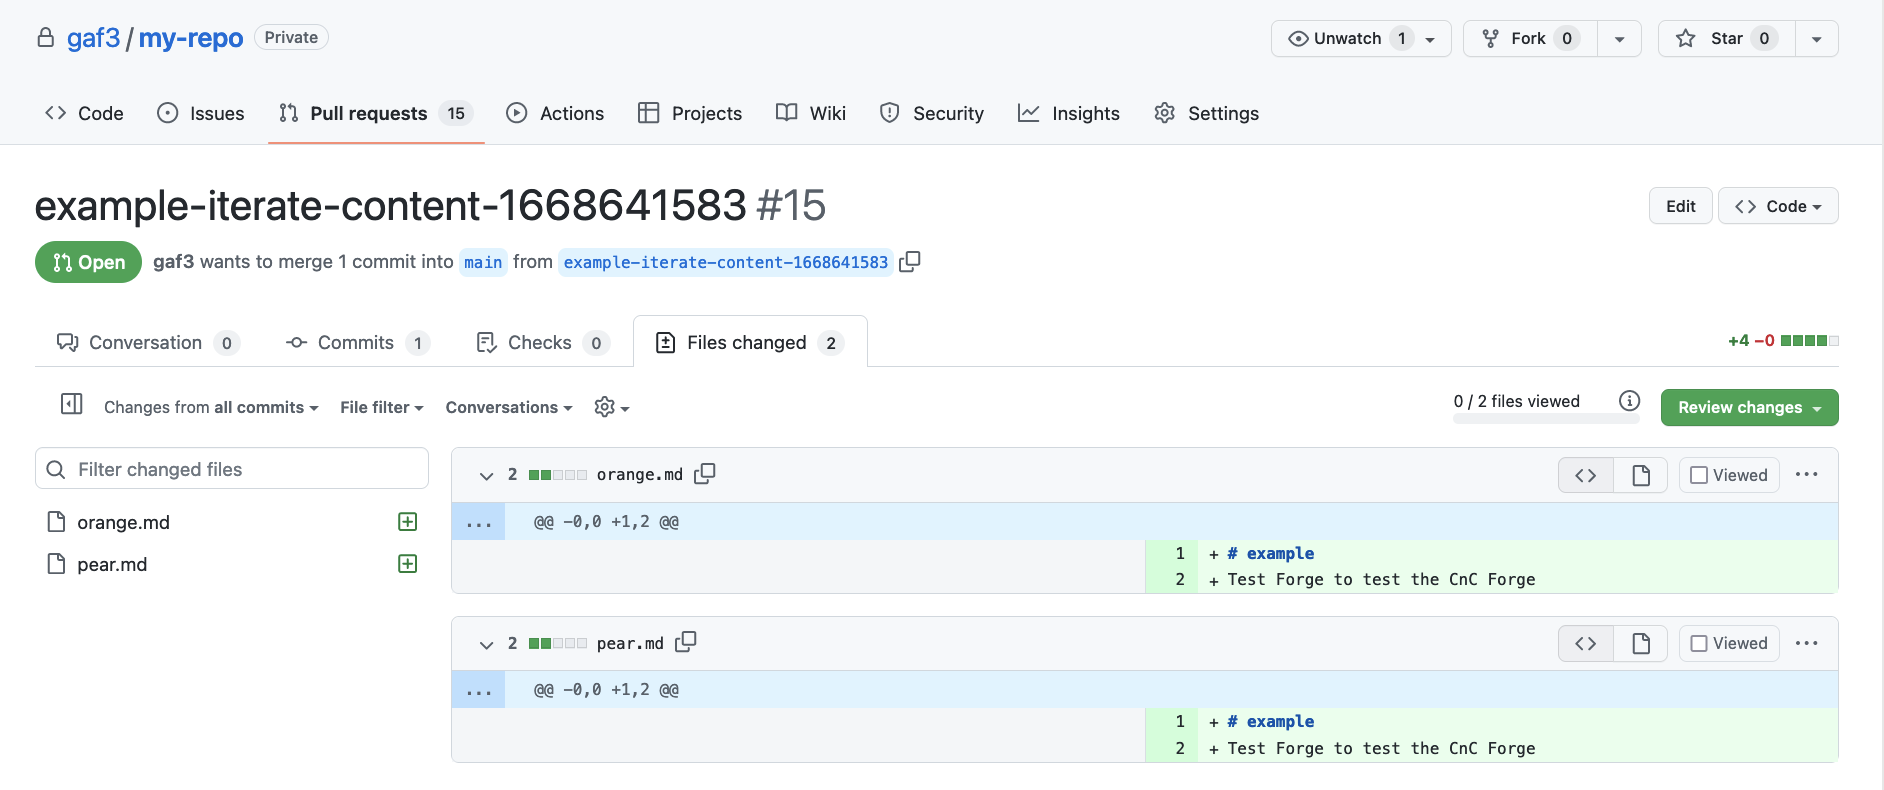 gaf3 / my-repo Private
Unwatch 1
Fork 0
Star 0
Code
Issues
Pull requests 15
Actions
Projects
Wiki
Security
Insights
Settings
example-iterate-content-1668641583 #15
Edit
Code
Open
gaf3 wants to merge 1 commit into main from example-iterate-content-1668641583
Conversation 0
Commits 1
Checks 0
Files changed 2
+4 −0
Changes from all commits
File filter
Conversations
0 / 2 files viewed
Review changes
Filter changed files
orange.md
pear.md
2 orange.md
Viewed
...
@@ -0,0 +1,2 @@
1 + # example
2 + Test Forge to test the CnC Forge
2 pear.md
Viewed
...
@@ -0,0 +1,2 @@
1 + # example
2 + Test Forge to test the CnC Forge